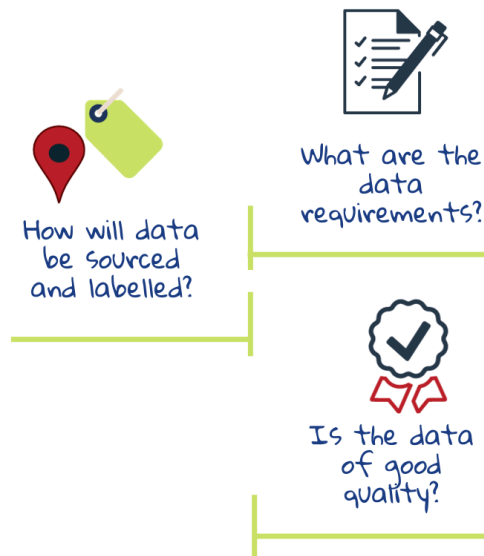 What are the
data
requirements?
How will data
be sourced
and labelled?
Is the data
of good
quality?